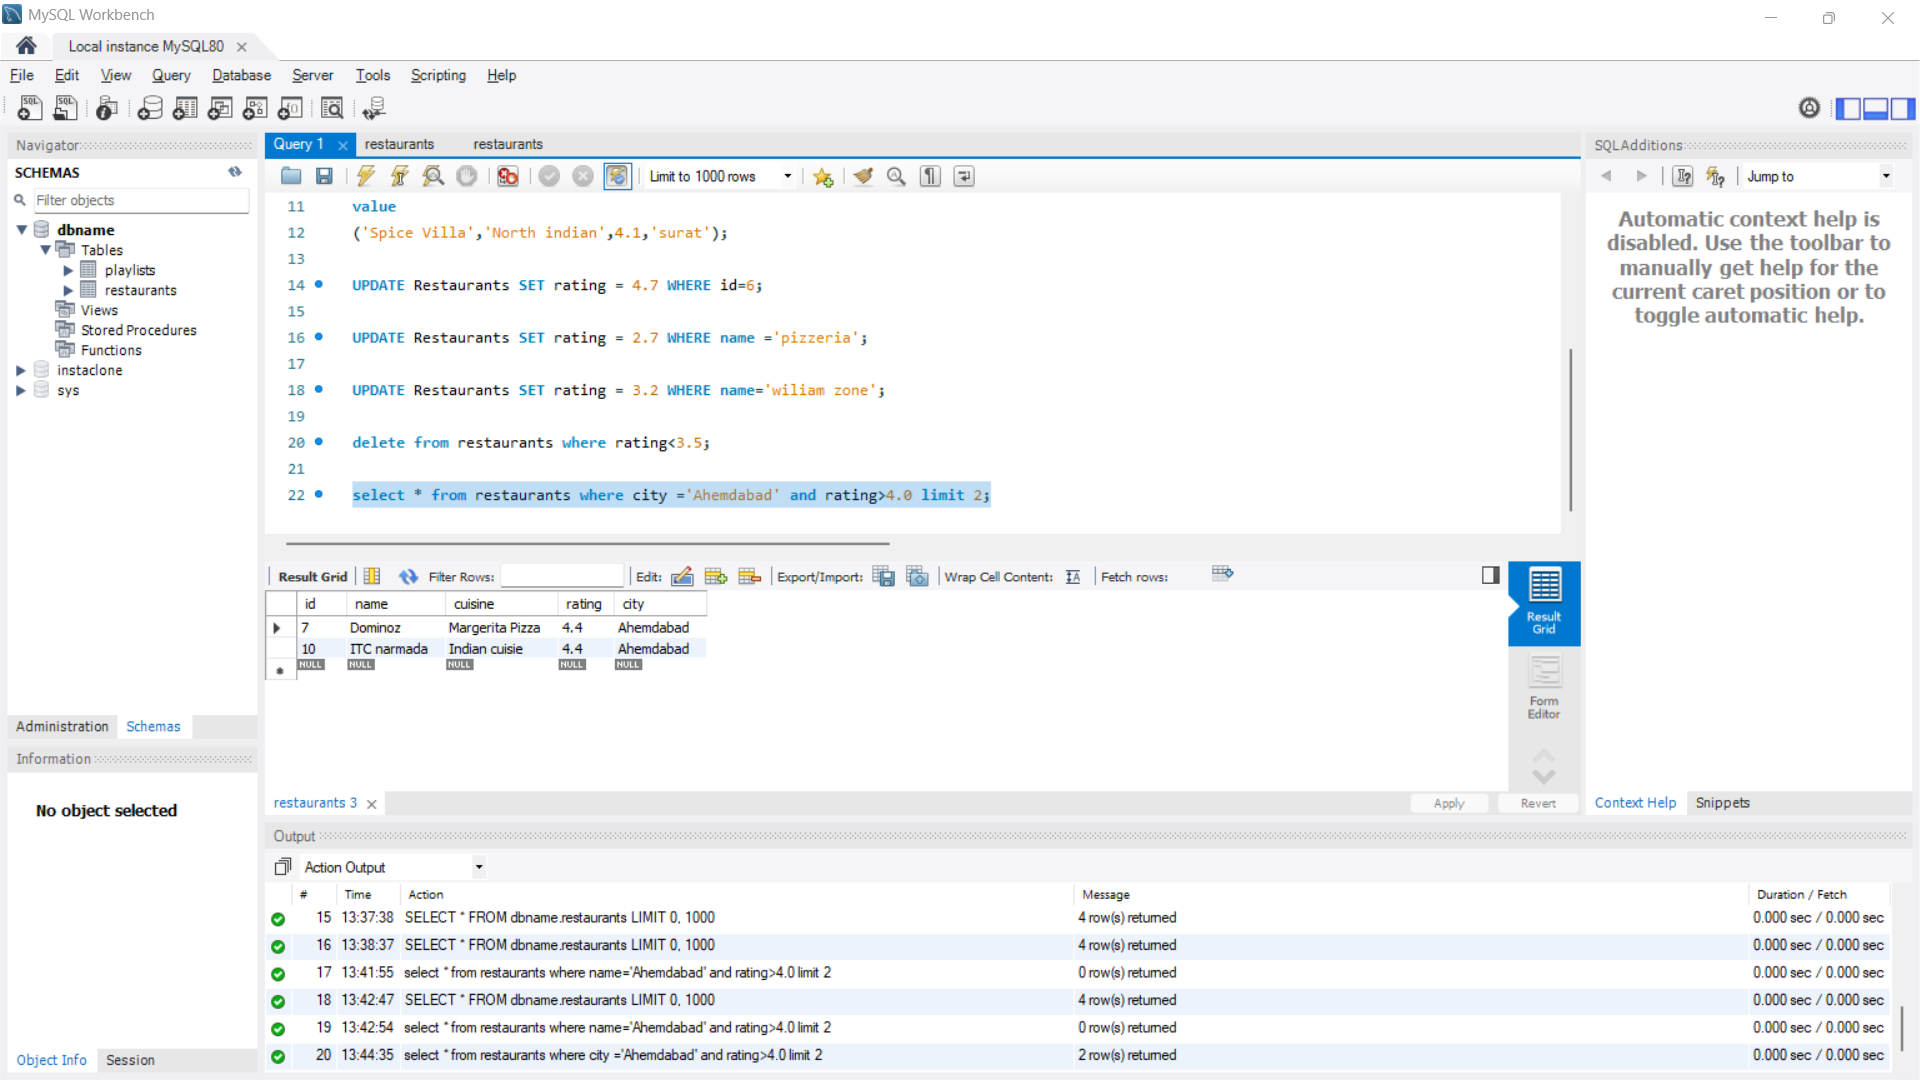 MySQL Workbench
Local instance MySQL80
File Edit View Query Database Server Tools Scripting Help
Navigator
SCHEMAS
Filter objects
dbname
Tables
playlists
restaurants
Views
Stored Procedures
Functions
instaclone
sys
Administration Schemas
Information
No object selected
Object Info Session
Query 1 restaurants restaurants
Limit to 1000 rows
11 value
12 ('Spice Villa','North indian',4.1,'surat');
13
14 UPDATE Restaurants SET rating = 4.7 WHERE id=6;
15
16 UPDATE Restaurants SET rating = 2.7 WHERE name ='pizzeria';
17
18 UPDATE Restaurants SET rating = 3.2 WHERE name='wiliam zone';
19
20 delete from restaurants where rating<3.5;
21
22 select * from restaurants where city ='Ahemdabad' and rating>4.0 limit 2;
Result Grid Filter Rows: Edit: Export/Import: Wrap Cell Content: Fetch rows:
id name cuisine rating city
7 Dominoz Margerita Pizza 4.4 Ahemdabad
10 ITC narmada Indian cuisie 4.4 Ahemdabad
NULL NULL NULL NULL NULL
Result
Grid
Form
Editor
restaurants 3 Apply Revert
SQLAdditions
Jump to
Automatic context help is
disabled. Use the toolbar to
manually get help for the
current caret position or to
toggle automatic help.
Context Help Snippets
Output
Action Output
# Time Action Message Duration / Fetch
15 13:37:38 SELECT * FROM dbname.restaurants LIMIT 0, 1000 4 row(s) returned 0.000 sec / 0.000 sec
16 13:38:37 SELECT * FROM dbname.restaurants LIMIT 0, 1000 4 row(s) returned 0.000 sec / 0.000 sec
17 13:41:55 select * from restaurants where name='Ahemdabad' and rating>4.0 limit 2 0 row(s) returned 0.000 sec / 0.000 sec
18 13:42:47 SELECT * FROM dbname.restaurants LIMIT 0, 1000 4 row(s) returned 0.000 sec / 0.000 sec
19 13:42:54 select * from restaurants where name='Ahemdabad' and rating>4.0 limit 2 0 row(s) returned 0.000 sec / 0.000 sec
20 13:44:35 select * from restaurants where city ='Ahemdabad' and rating>4.0 limit 2 2 row(s) returned 0.000 sec / 0.000 sec